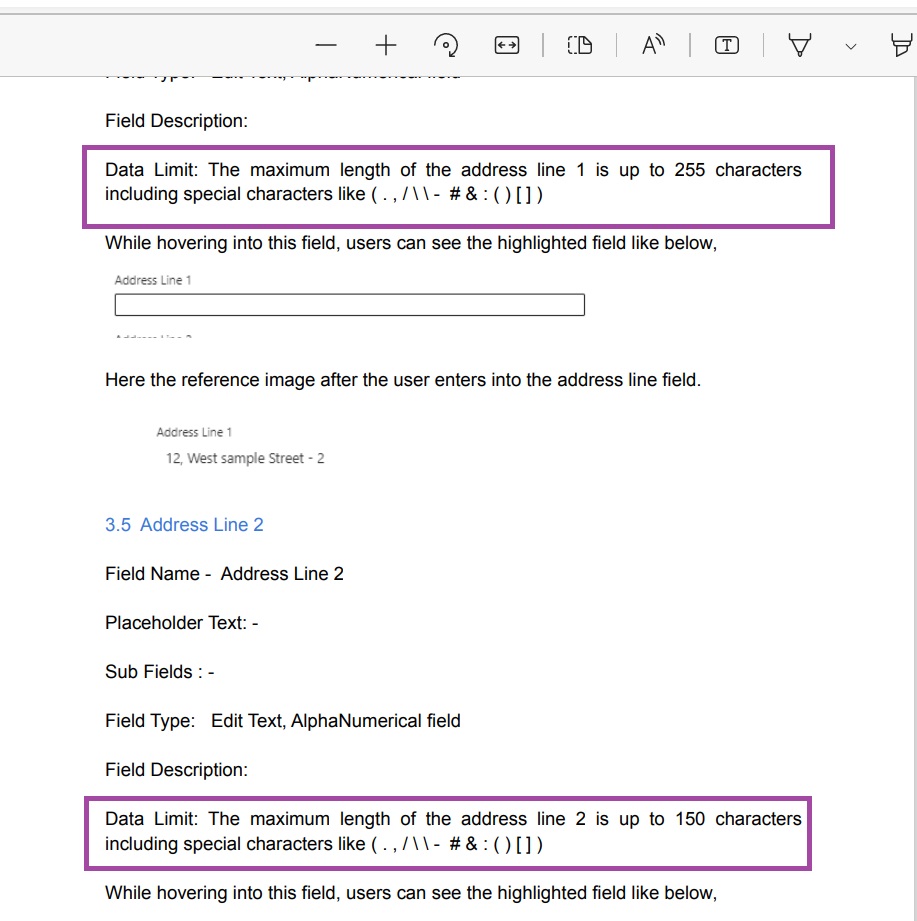 Field Description:
Data Limit: The maximum length of the address line 1 is up to 255 characters
including special characters like ( . , / \ \ - # & : ( ) [ ] )
While hovering into this field, users can see the highlighted field like below,
Address Line 1
Here the reference image after the user enters into the address line field.
Address Line 1
12, West sample Street - 2
3.5 Address Line 2
Field Name - Address Line 2
Placeholder Text: -
Sub Fields : -
Field Type: Edit Text, AlphaNumerical field
Field Description:
Data Limit: The maximum length of the address line 2 is up to 150 characters
including special characters like ( . , / \ \ - # & : ( ) [ ] )
While hovering into this field, users can see the highlighted field like below,